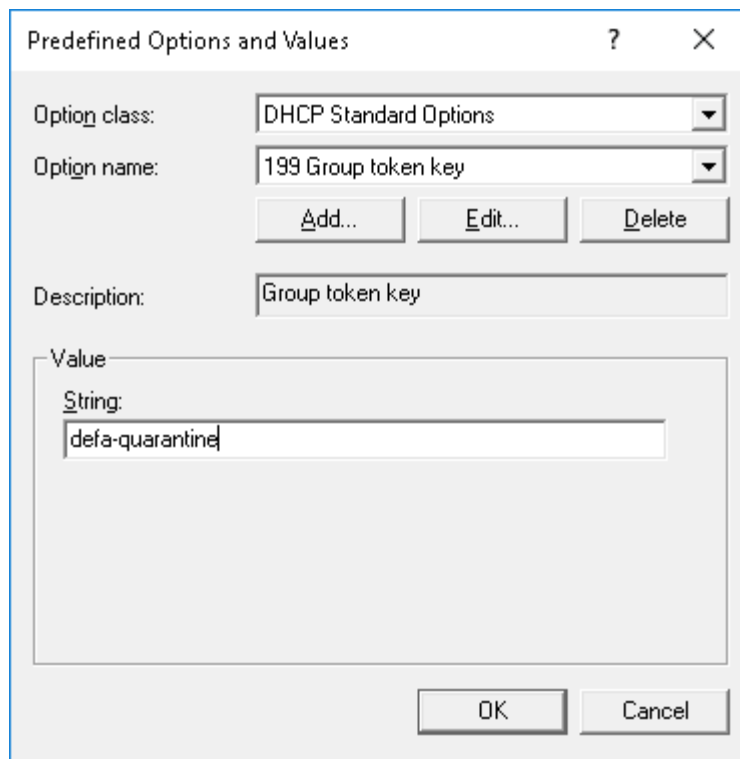 Predefined Options and Values
?
Option class:
DHCP Standard Options
Option name:
199 Group token key
Add...
Edit...
Delete
Description:
Group token key
Value
String:
defa-quarantine
OK
Cancel